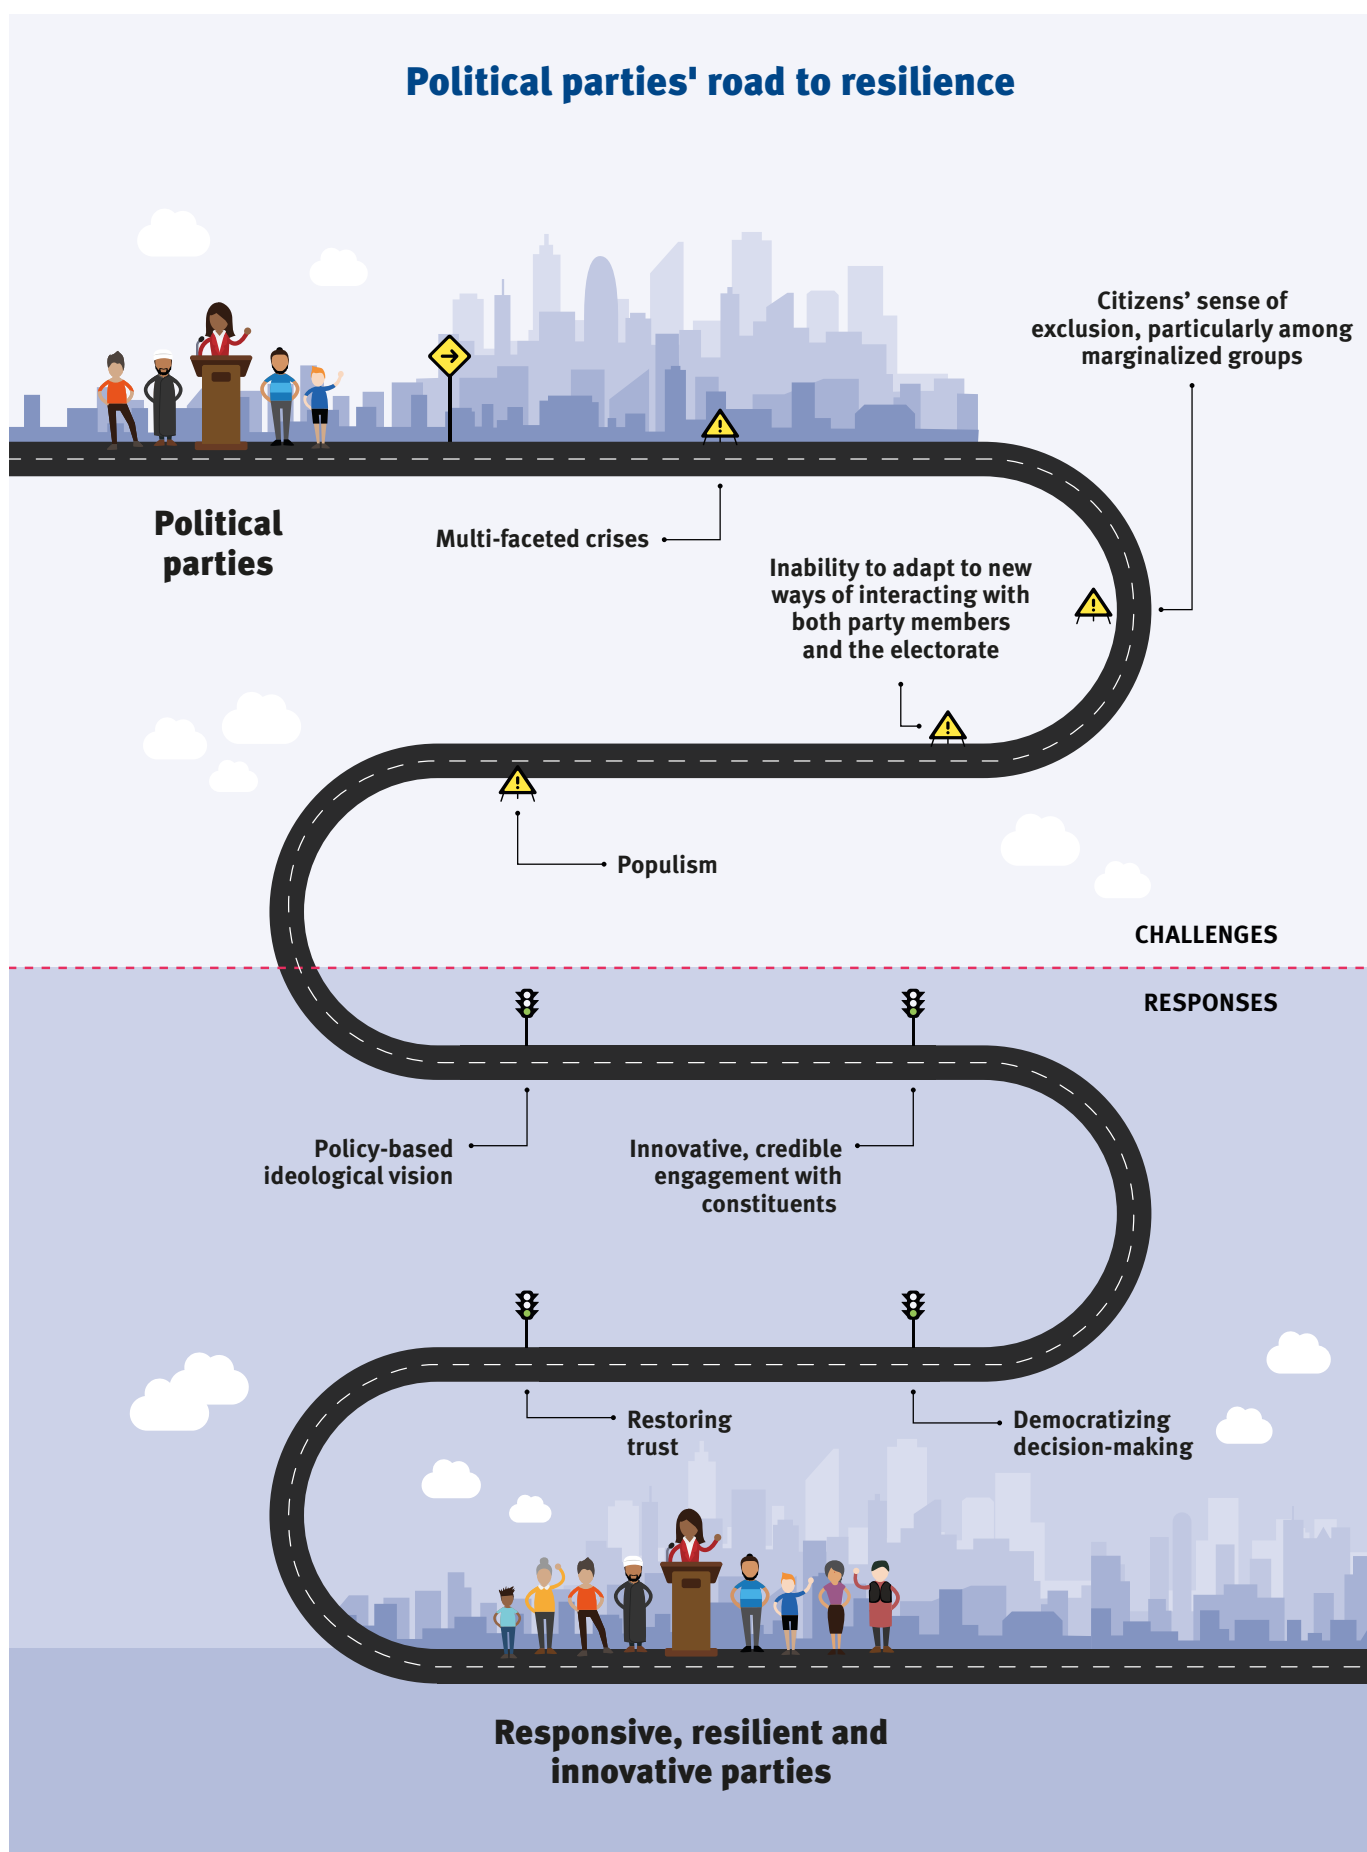 Political parties' road to resilience
Citizens’ sense of
exclusion, particularly among
marginalized groups
Political
parties
Multi-faceted crises
Inability to adapt to new
ways of interacting with
both party members
and the electorate
Populism
CHALLENGES
RESPONSES
Policy-based
ideological vision
Innovative, credible
engagement with
constituents
Restoring
trust
Democratizing
decision-making
Responsive, resilient and
innovative parties